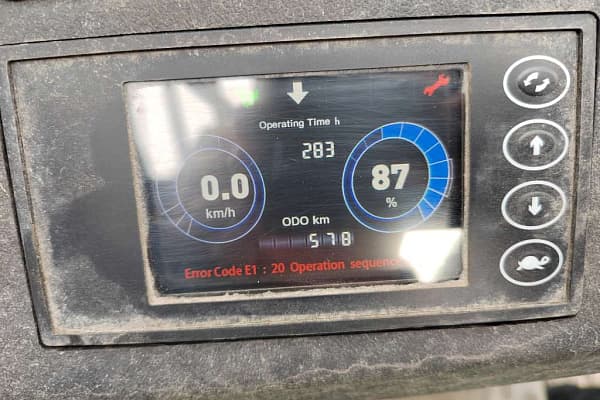 Operating Time h
283
0.0
km/h
87
%
ODO km
578
Error Code E1 : 20 Operation sequence